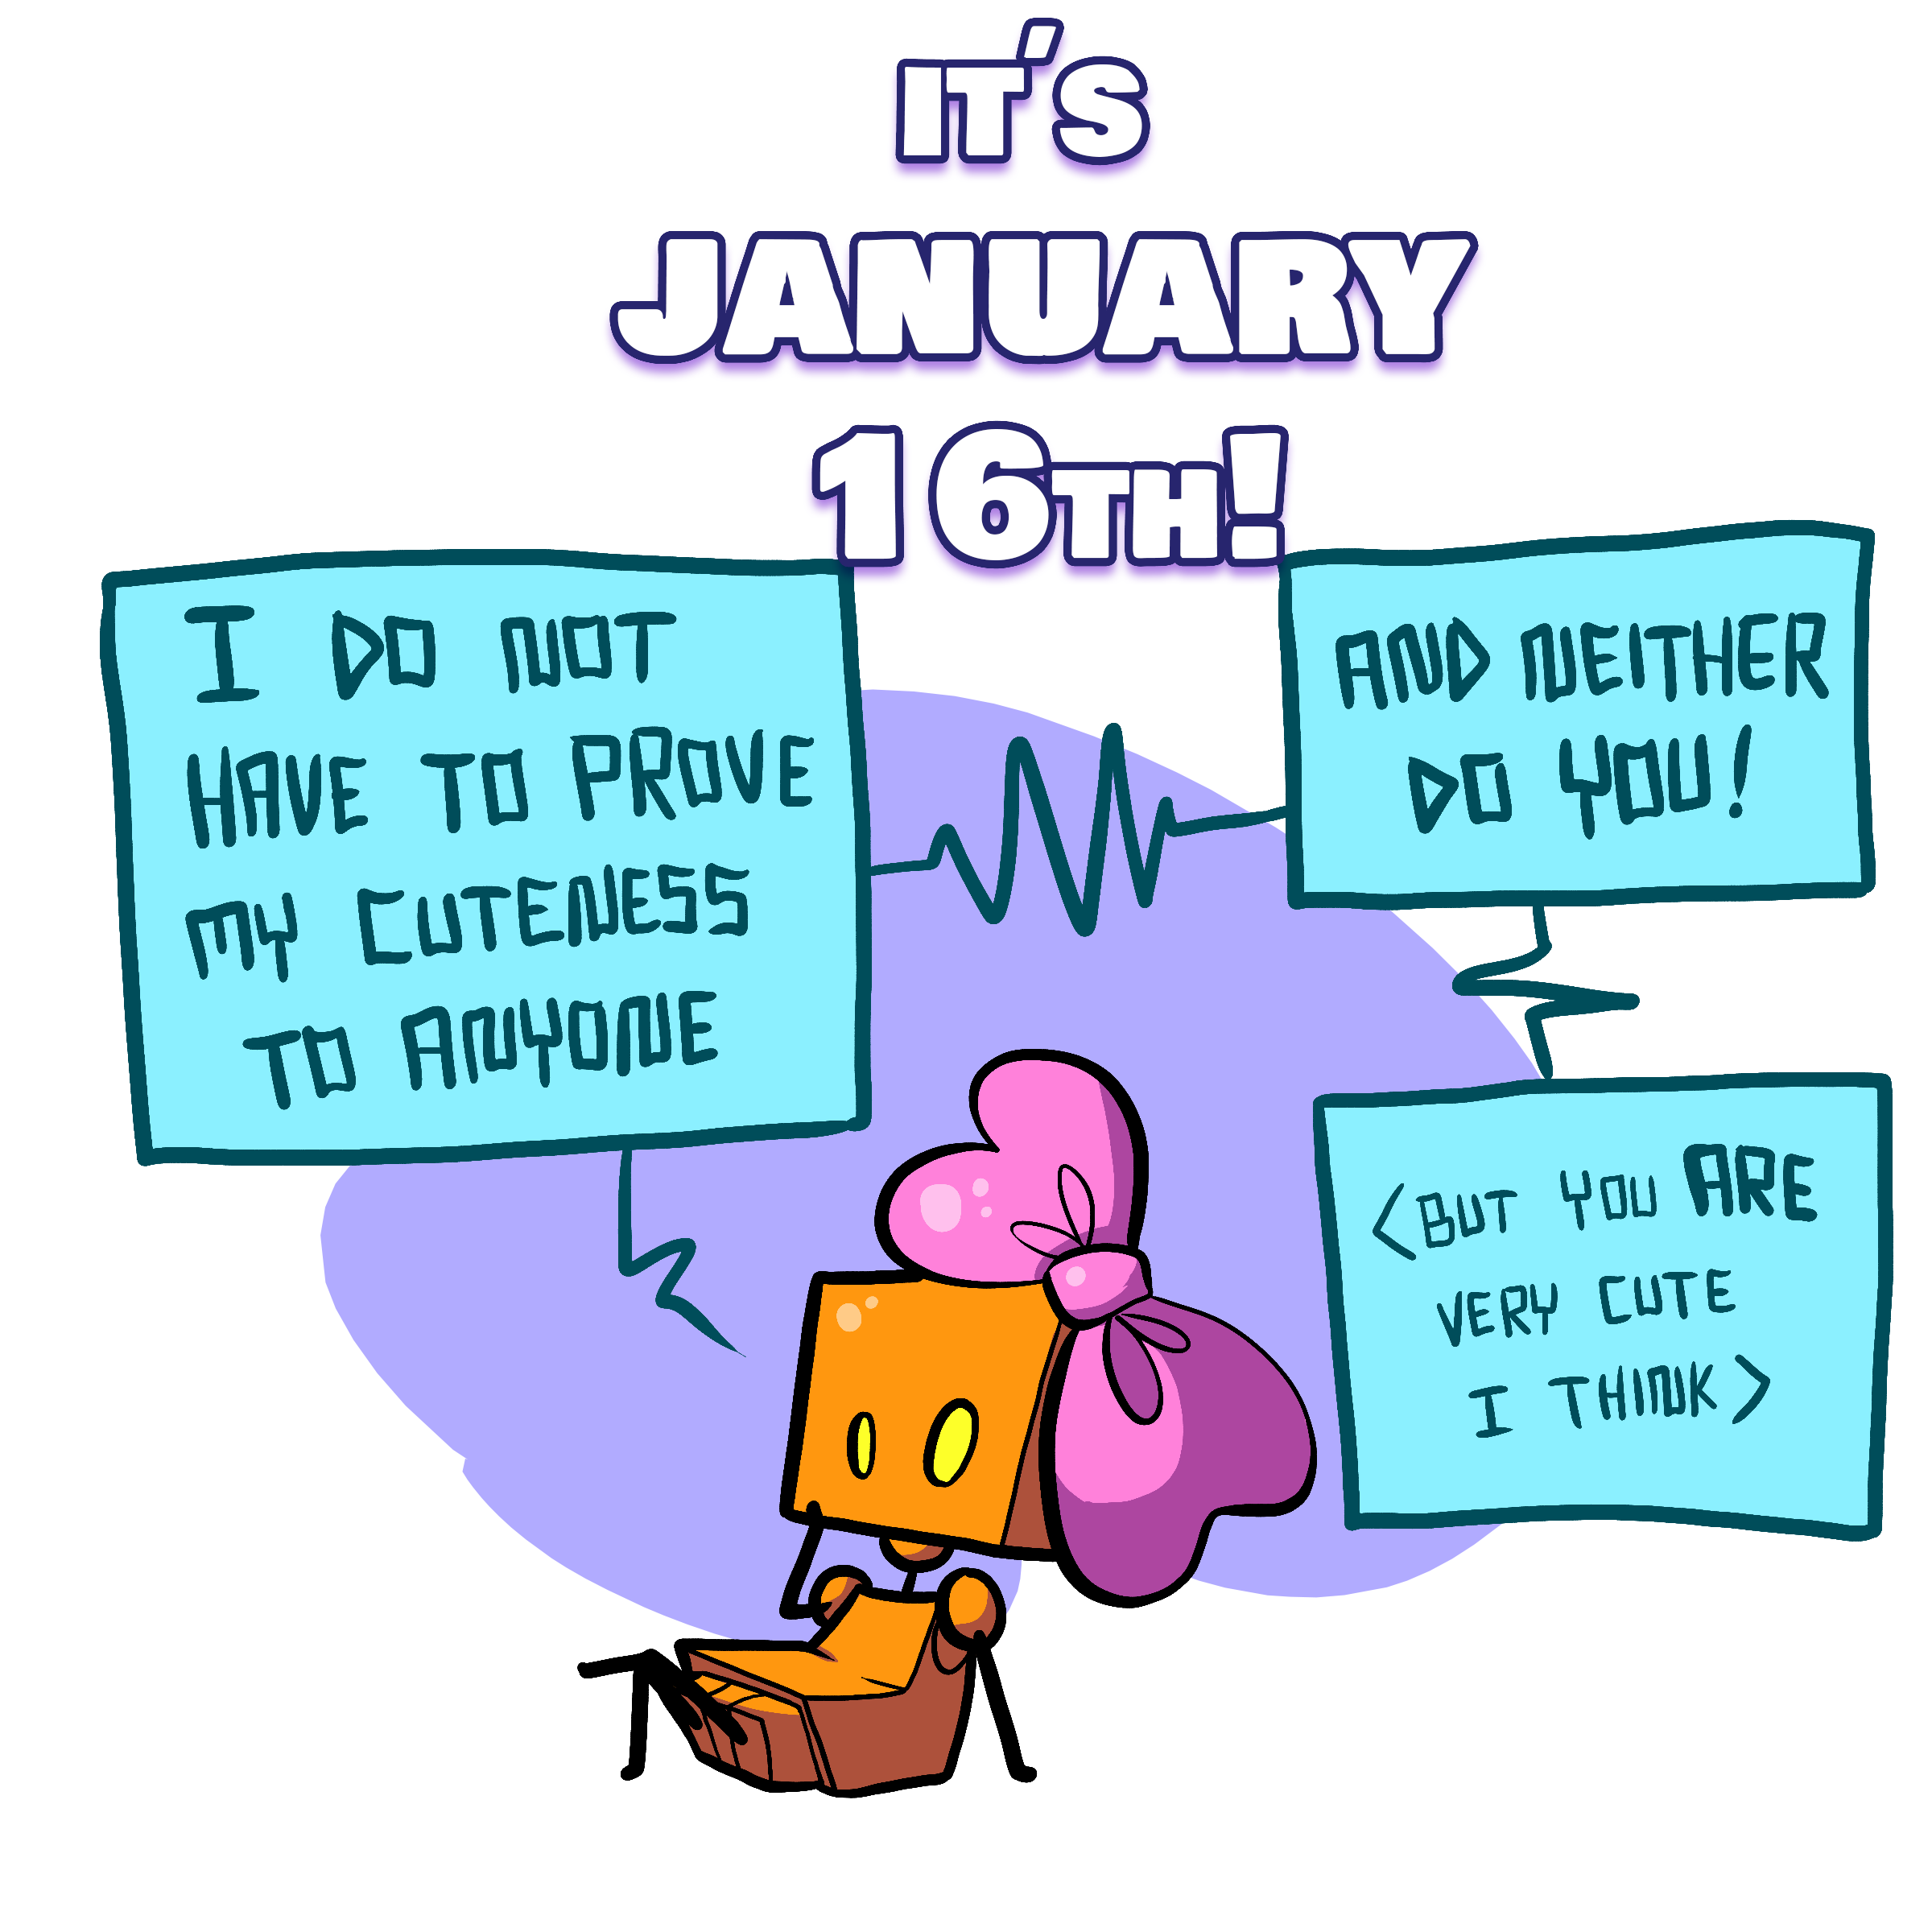 IT'S
JANUARY
16TH!
I DO NOT
HAVE TO PROVE
MY CUTENESS
TO ANYONE
AND NEITHER
DO YOU!
<BUT YOU ARE
VERY CUTE
I THINK>